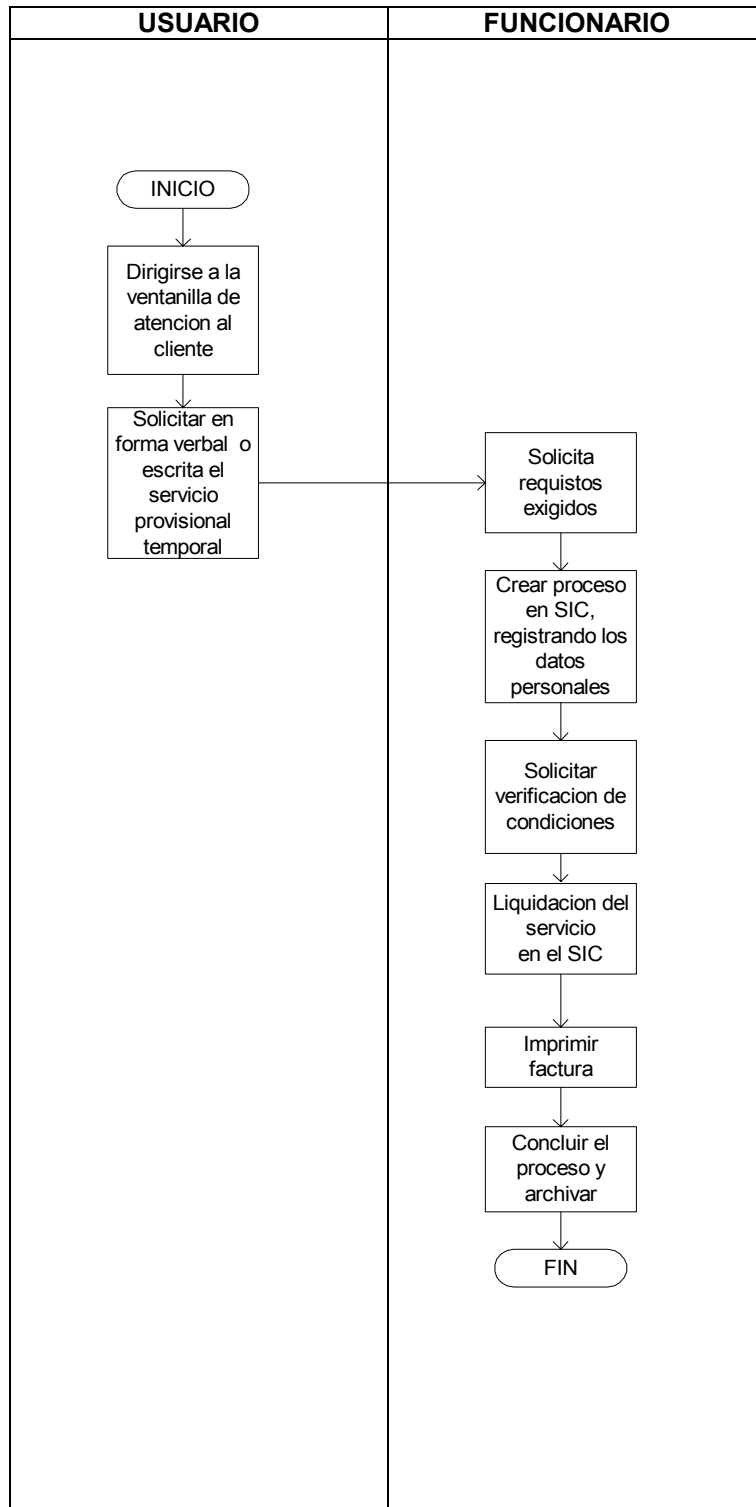 USUARIO
FUNCIONARIO
INICIO
Dirigirse a la
ventanilla de
atencion al
cliente
Solicitar en
forma verbal o
escrita el
servicio
provisional
temporal
Solicita
requistos
exigidos
Crear proceso
en SIC,
registrando los
datos
personales
Solicitar
verificacion de
condiciones
Liquidacion del
servicio
en el SIC
Imprimir
factura
Concluir el
proceso y
archivar
FIN